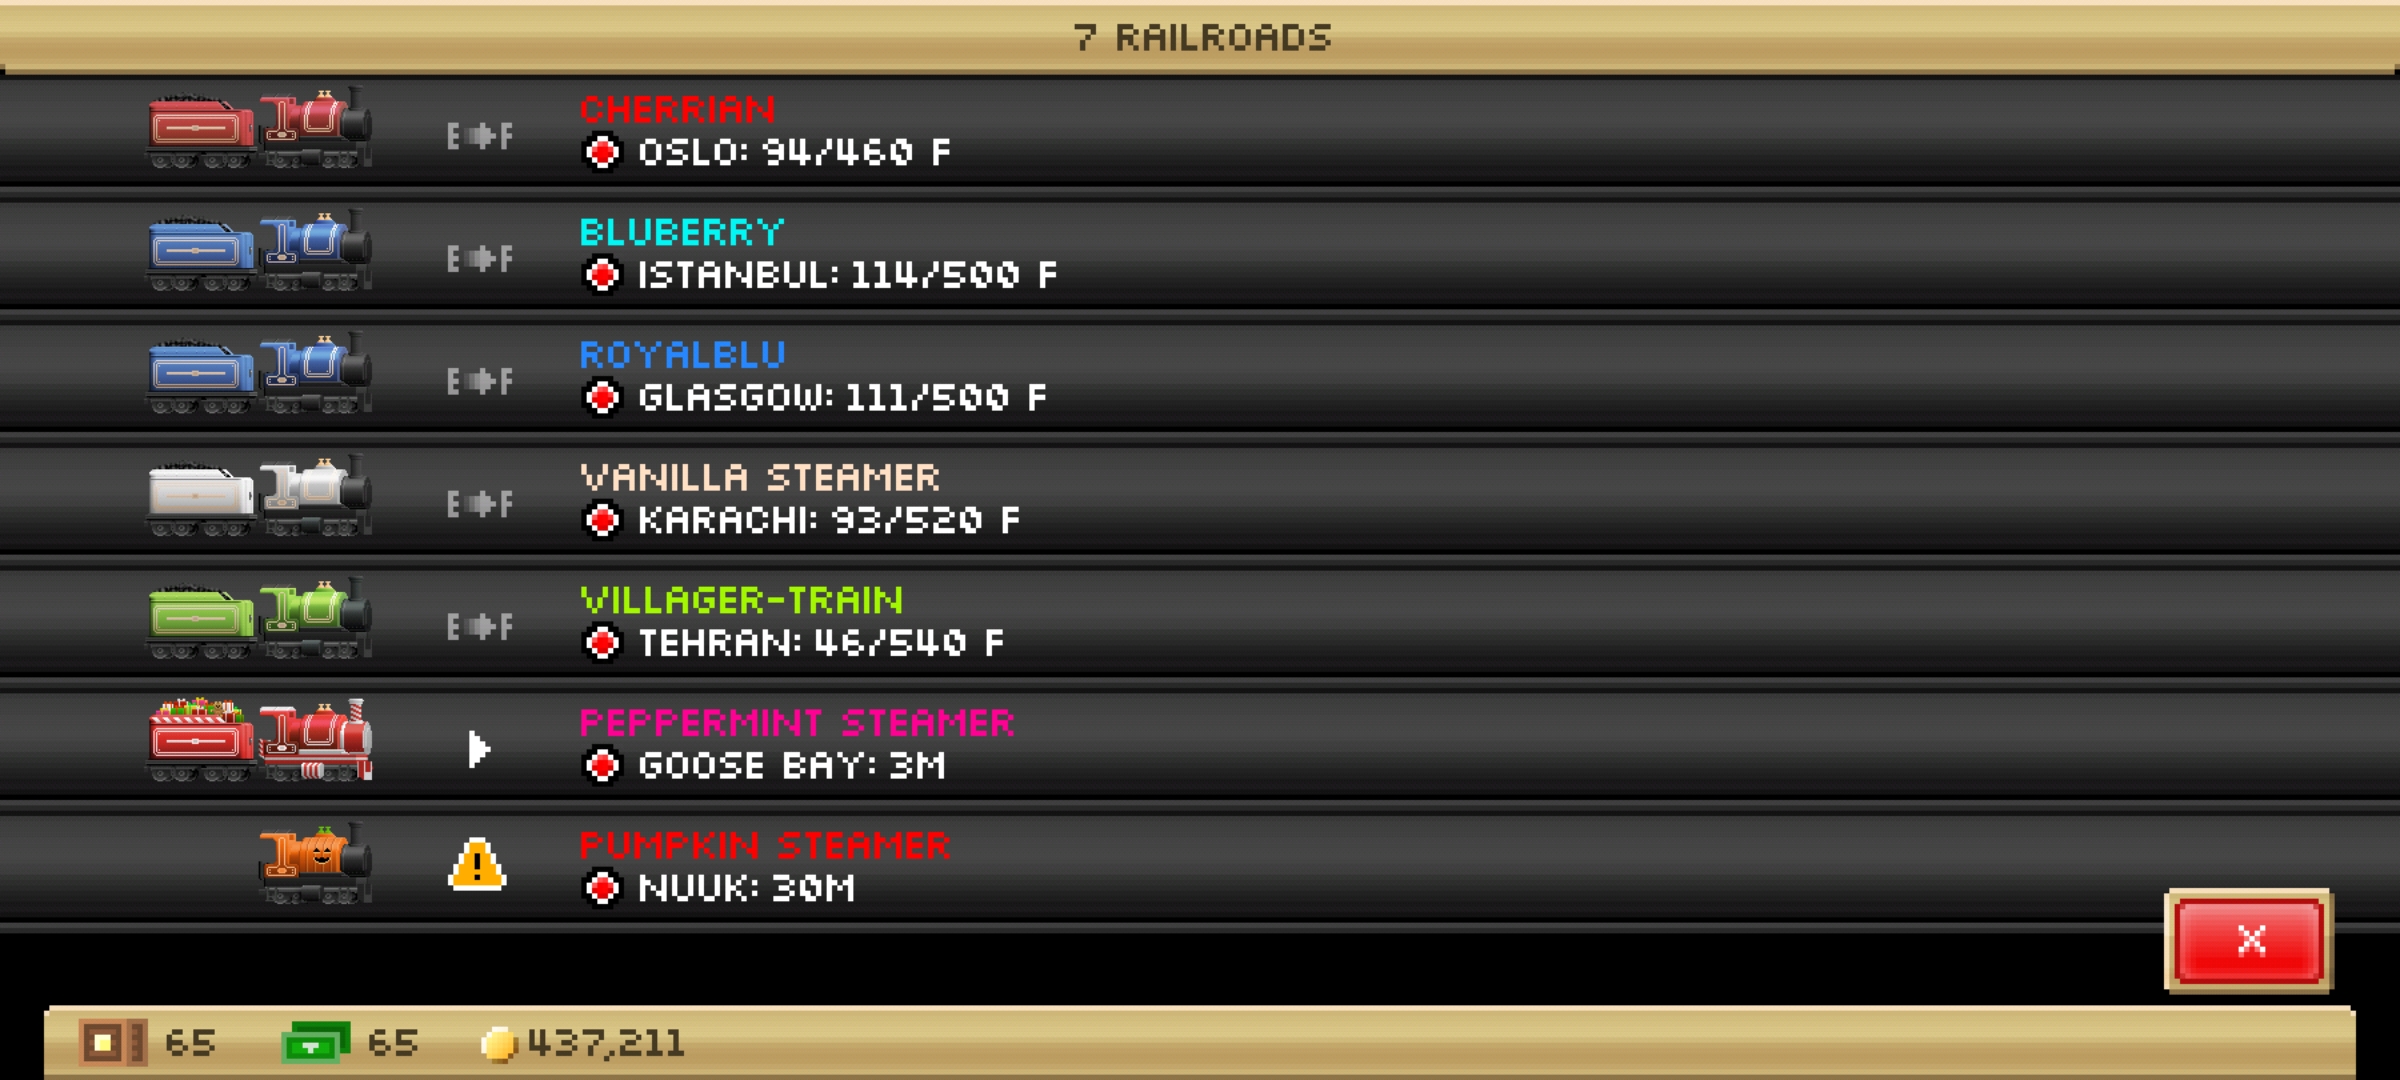 7 RAILROADS
E F
CHERRIAN
OSLO: 94/460 F
E F
BLUBERRY
ISTANBUL: 114/500 F
E F
ROYALBLU
GLASGOW: 111/500 F
E F
VANILLA STEAMER
KARACHI: 93/520 F
E F
VILLAGER-TRAIN
TEHRAN: 46/540 F
PEPPERMINT STEAMER
GOOSE BAY: 3M
!
PUMPKIN STEAMER
NUUK: 30M
X
65 65 437,211